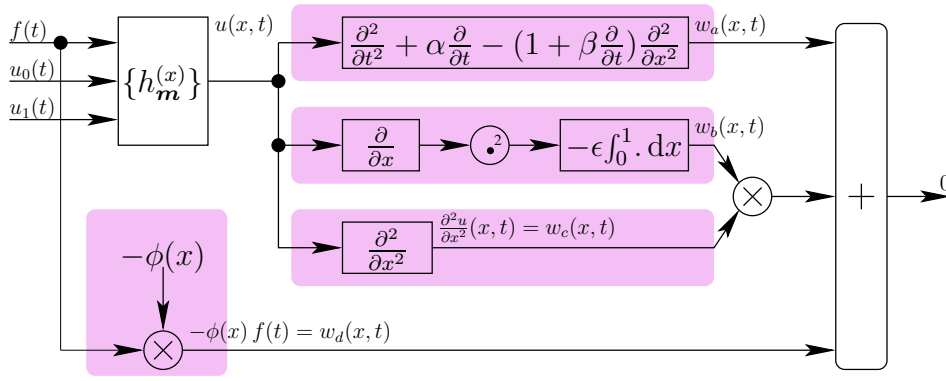 f(t)
u_0(t)
u_1(t)
{h_m^{(x)}}
u(x, t)
∂²/∂t² + α ∂/∂t − (1 + β ∂/∂t) ∂²/∂x²
w_a(x, t)
∂/∂x
•²
−ϵ∫_0^1 . dx
w_b(x, t)
×
+
0
∂²/∂x²
∂²u/∂x² (x, t) = w_c(x, t)
−ϕ(x)
×
−ϕ(x) f(t) = w_d(x, t)